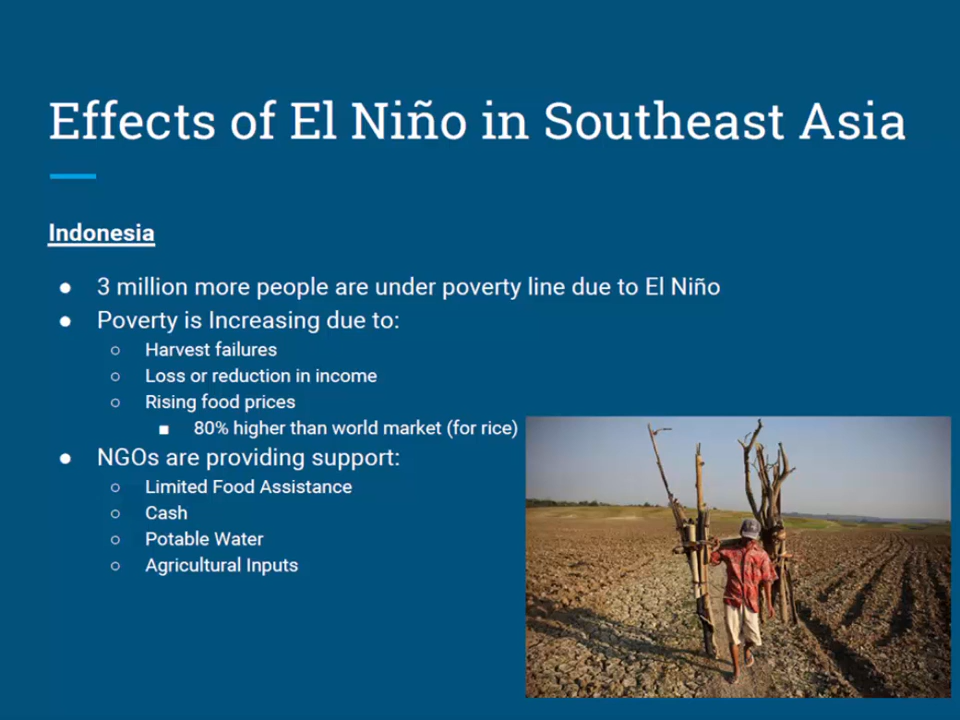 Effects of El Niño in Southeast Asia
Indonesia
● 3 million more people are under poverty line due to El Niño
● Poverty is Increasing due to:
○ Harvest failures
○ Loss or reduction in income
○ Rising food prices
■ 80% higher than world market (for rice)
● NGOs are providing support:
○ Limited Food Assistance
○ Cash
○ Potable Water
○ Agricultural Inputs